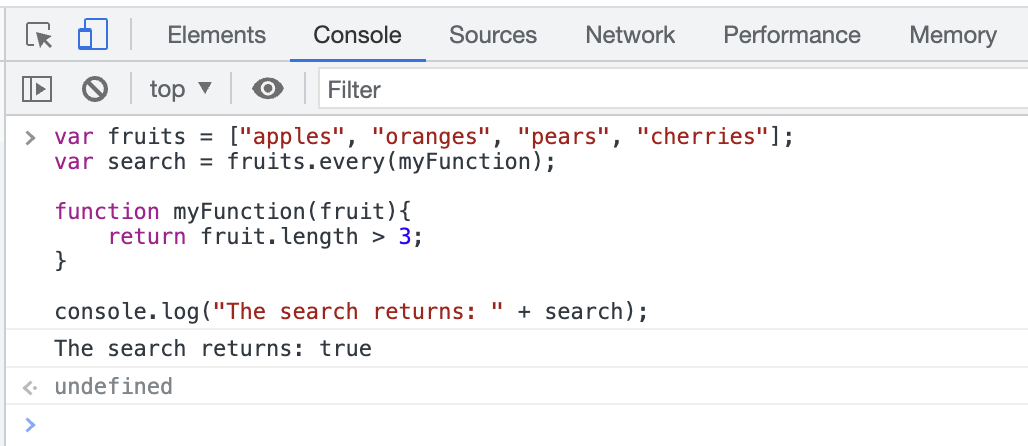 Elements Console Sources Network Performance Memory
top ▼ Filter
> var fruits = ["apples", "oranges", "pears", "cherries"];
var search = fruits.every(myFunction);
function myFunction(fruit){
    return fruit.length > 3;
}
console.log("The search returns: " + search);
The search returns: true
undefined